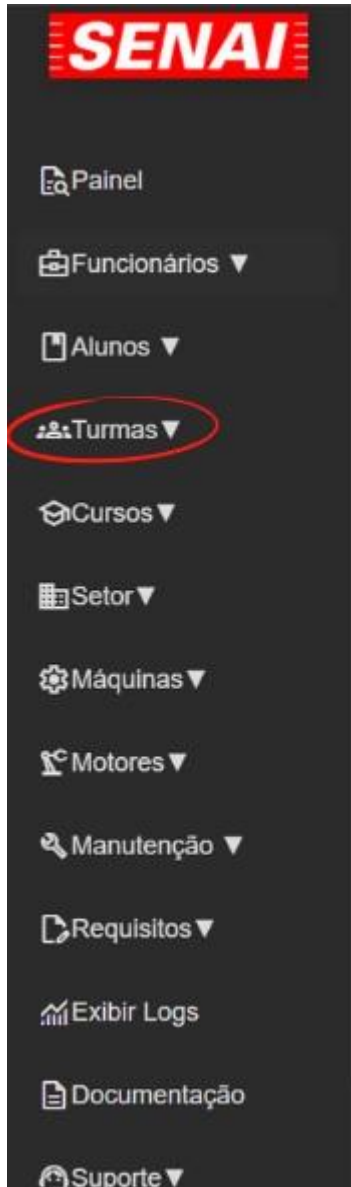 SENAI
Painel
Funcionários ▼
Alunos ▼
Turmas▼
Cursos▼
Setor▼
Máquinas▼
Motores▼
Manutenção ▼
Requisitos▼
Exibir Logs
Documentação
Suporte▼